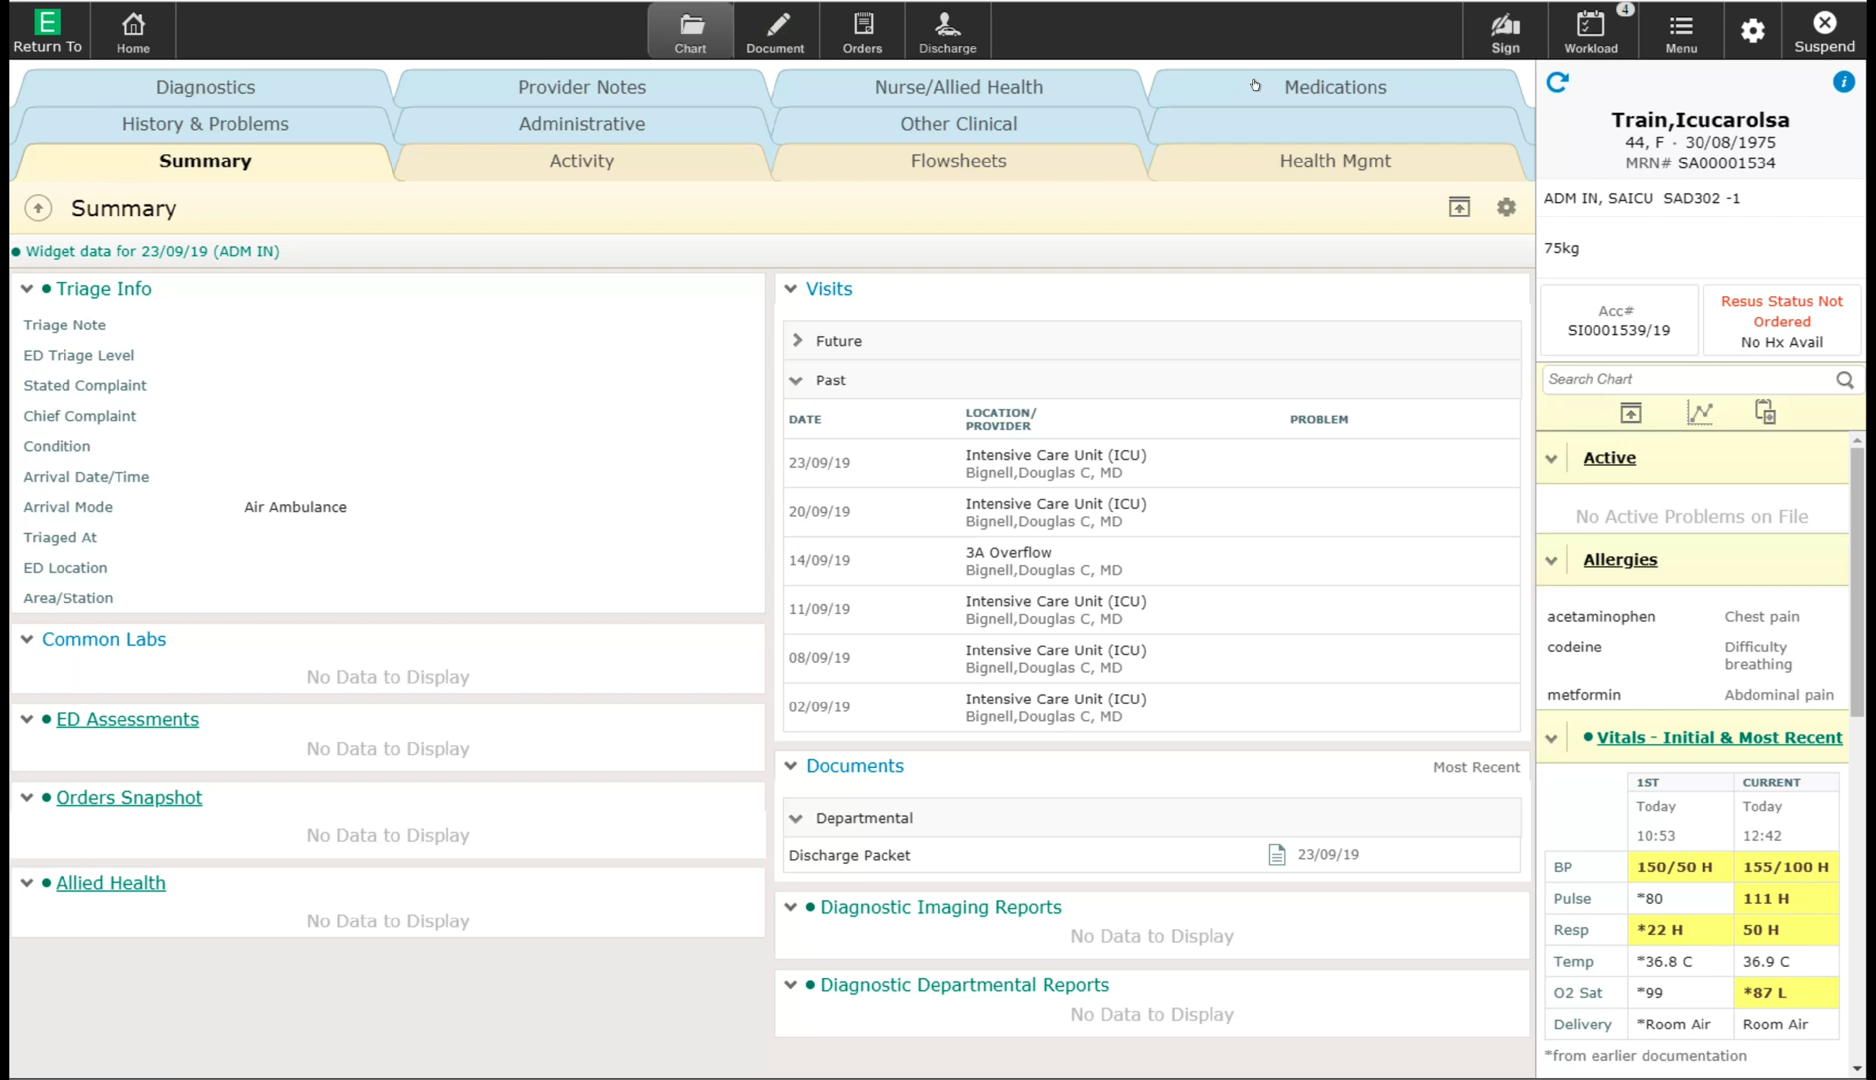 E
Return To
Home
Chart
Document
Orders
Discharge
Sign
4
Workload
Menu
Suspend
Diagnostics
Provider Notes
Nurse/Allied Health
Medications
History & Problems
Administrative
Other Clinical
Summary
Activity
Flowsheets
Health Mgmt
Summary
Widget data for 23/09/19 (ADM IN)
Triage Info
Triage Note
ED Triage Level
Stated Complaint
Chief Complaint
Condition
Arrival Date/Time
Arrival Mode Air Ambulance
Triaged At
ED Location
Area/Station
Common Labs
No Data to Display
ED Assessments
No Data to Display
Orders Snapshot
No Data to Display
Allied Health
No Data to Display
Visits
Future
Past
DATE LOCATION/ PROBLEM
PROVIDER
23/09/19 Intensive Care Unit (ICU)
Bignell,Douglas C, MD
20/09/19 Intensive Care Unit (ICU)
Bignell,Douglas C, MD
14/09/19 3A Overflow
Bignell,Douglas C, MD
11/09/19 Intensive Care Unit (ICU)
Bignell,Douglas C, MD
08/09/19 Intensive Care Unit (ICU)
Bignell,Douglas C, MD
02/09/19 Intensive Care Unit (ICU)
Bignell,Douglas C, MD
Documents Most Recent
Departmental
Discharge Packet 23/09/19
Diagnostic Imaging Reports
No Data to Display
Diagnostic Departmental Reports
No Data to Display
i
Train,Icucarolsa
44, F · 30/08/1975
MRN# SA00001534
ADM IN, SAICU SAD302 -1
75kg
Acc#
SI0001539/19
Resus Status Not
Ordered
No Hx Avail
Search Chart
Active
No Active Problems on File
Allergies
acetaminophen Chest pain
codeine Difficulty
breathing
metformin Abdominal pain
Vitals - Initial & Most Recent
1ST CURRENT
Today Today
10:53 12:42
BP 150/50 H 155/100 H
Pulse *80 111 H
Resp *22 H 50 H
Temp *36.8 C 36.9 C
O2 Sat *99 *87 L
Delivery *Room Air Room Air
*from earlier documentation